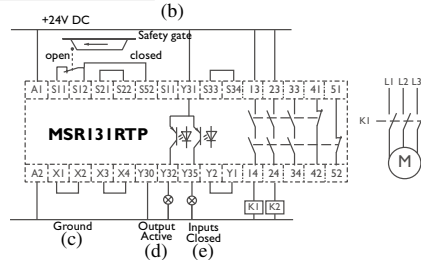 (b)
+24V DC
Safety gate
open closed
A1 S11 S12 S21 S22 S52 S11 Y31 S33 S34 13 23 33 41 51
MSR131RTP
K1
L1 L2 L3
M
A2 X1 X2 X3 X4 Y30 Y32 Y35 Y2 Y1 14 24 34 42 52
K1 K2
Ground Output Active Inputs Closed
(c) (d) (e)